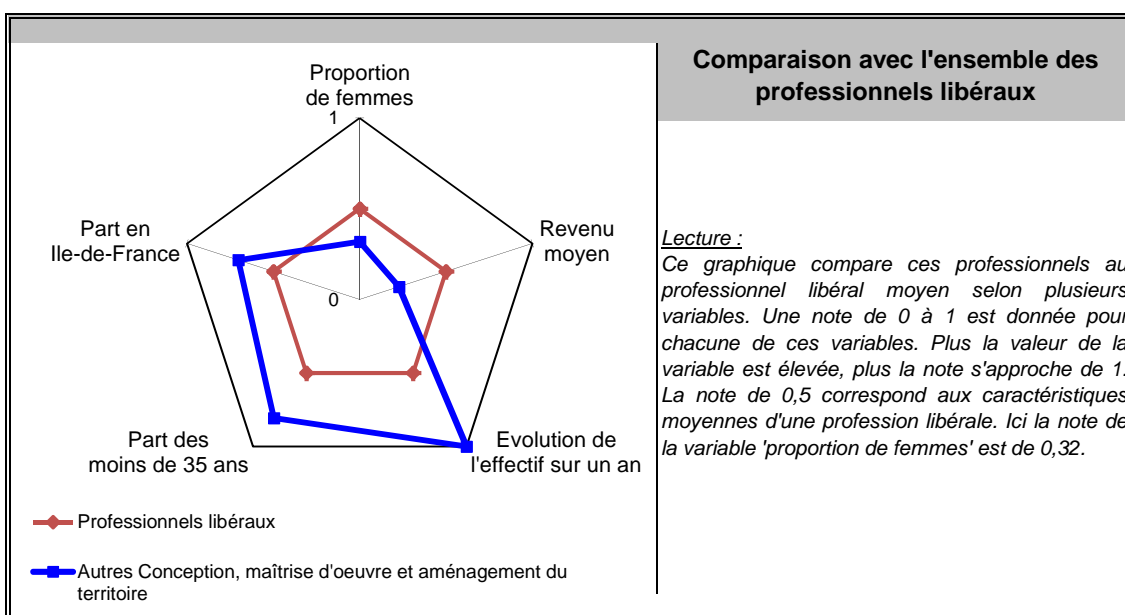 Comparaison avec l'ensemble des
professionnels libéraux
Proportion
de femmes
1
Part en
Ile-de-France
Revenu
moyen
0
Part des
moins de 35 ans
Evolution de
l'effectif sur un an
Professionnels libéraux
Autres Conception, maîtrise d'oeuvre et aménagement du
territoire
Lecture :
Ce graphique compare ces professionnels au
professionnel libéral moyen selon plusieurs
variables. Une note de 0 à 1 est donnée pour
chacune de ces variables. Plus la valeur de la
variable est élevée, plus la note s'approche de 1.
La note de 0,5 correspond aux caractéristiques
moyennes d'une profession libérale. Ici la note de
la variable 'proportion de femmes' est de 0,32.